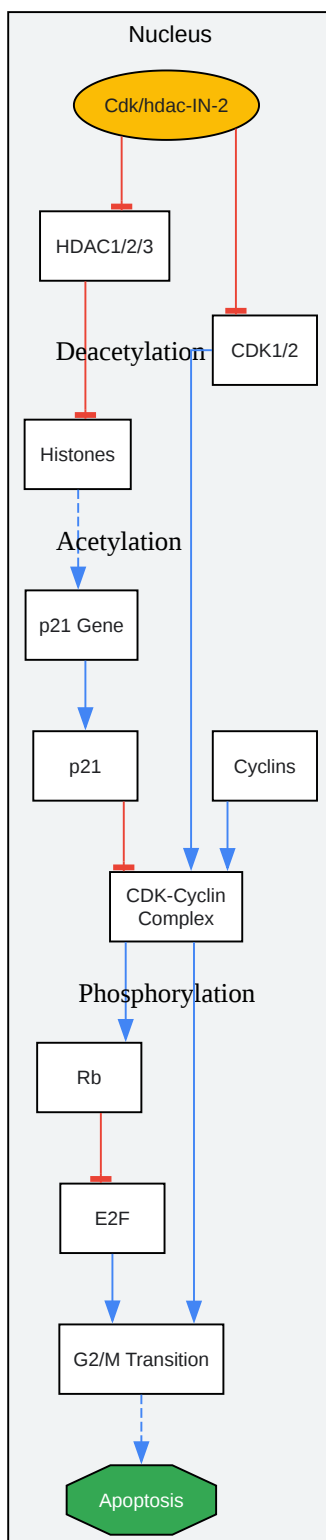 Nucleus
Cdk/hdac-IN-2
HDAC1/2/3
Deacetylation
CDK1/2
Histones
Acetylation
p21 Gene
p21
Cyclins
CDK-Cyclin
Complex
Phosphorylation
Rb
E2F
G2/M Transition
Apoptosis